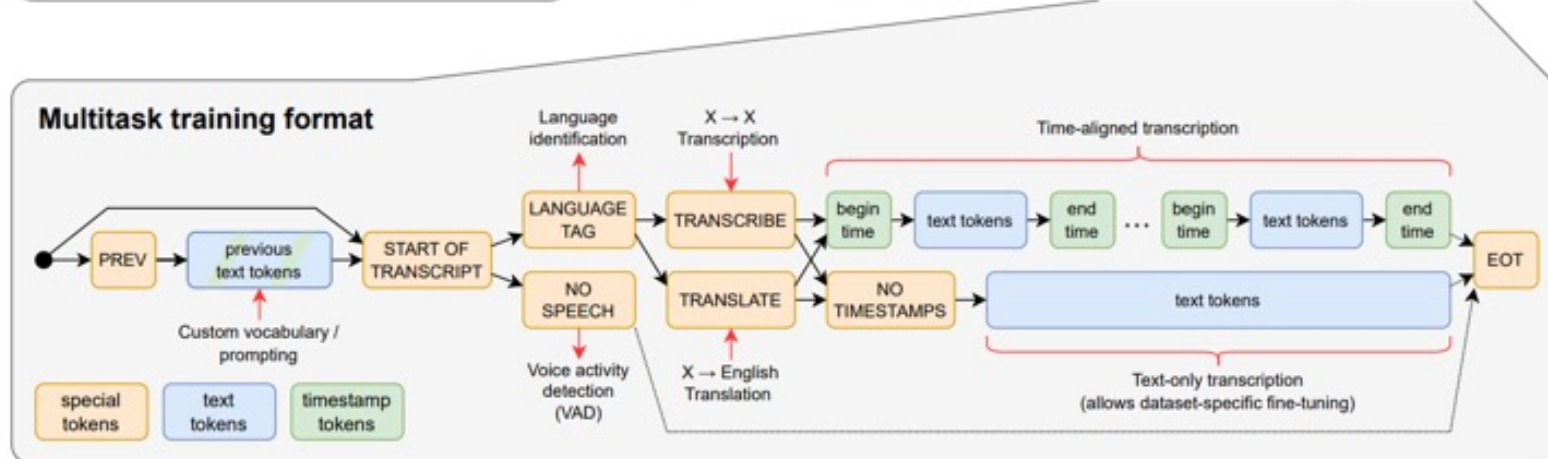 Multitask training format
Language
identification
X → X
Transcription
Time-aligned transcription
PREV
previous
text tokens
START OF
TRANSCRIPT
LANGUAGE
TAG
NO
SPEECH
TRANSCRIBE
TRANSLATE
begin
time
text tokens
end
time
...
begin
time
text tokens
end
time
NO
TIMESTAMPS
text tokens
EOT
Custom vocabulary /
prompting
Voice activity
detection
(VAD)
X → English
Translation
Text-only transcription
(allows dataset-specific fine-tuning)
special
tokens
text
tokens
timestamp
tokens